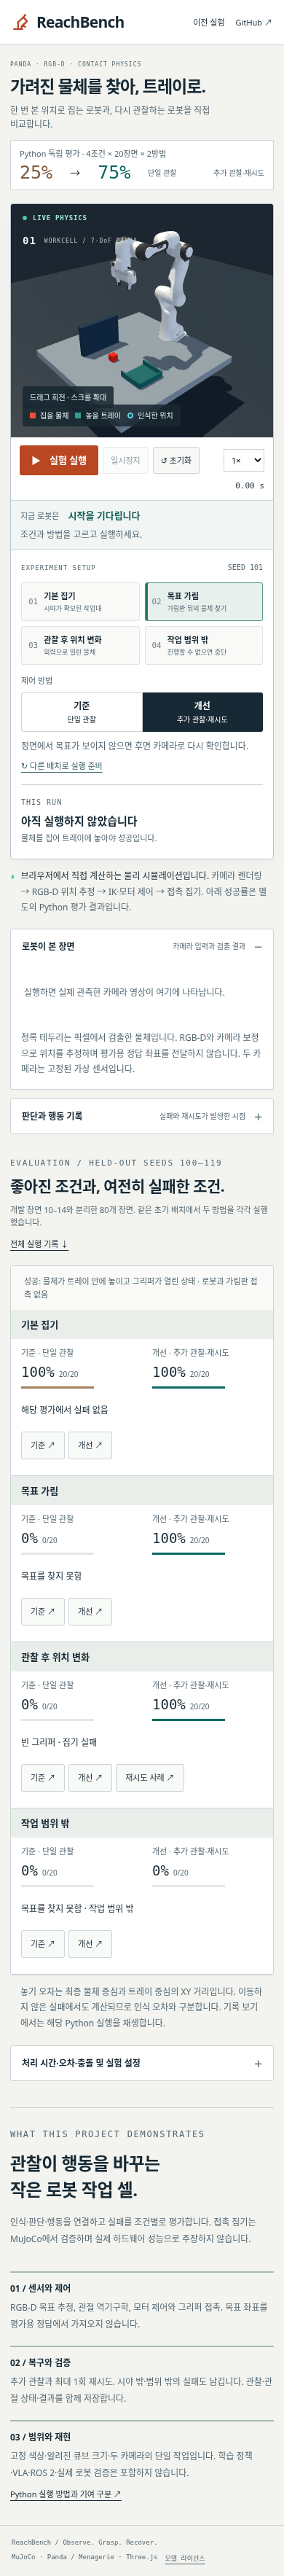 ReachBench
이전 실험
GitHub ↗
PANDA · RGB-D · CONTACT PHYSICS
가려진 물체를 찾아, 트레이로.
한 번 본 위치로 집는 로봇과, 다시 관찰하는 로봇을 직접
비교합니다.
Python 독립 평가 · 4조건 × 20장면 × 2방법
25% → 75% 단일 관찰 추가 관찰·재시도
LIVE PHYSICS
01 WORKCELL / 7-DoF
드래그 회전 · 스크롤 확대
집을 물체 놓을 트레이 인식한 위치
▶ 실험 실행
일시정지
↺ 초기화
1×
0.00 s
지금 로봇은 시작을 기다립니다
조건과 방법을 고르고 실행하세요.
EXPERIMENT SETUP
SEED 101
01 기본 집기
시야가 확보된 작업대
02 목표 가림
가림판 뒤의 물체 찾기
03 관찰 후 위치 변화
외력으로 밀린 물체
04 작업 범위 밖
진행할 수 없으면 중단
제어 방법
기준
단일 관찰
개선
추가 관찰·재시도
정면에서 목표가 보이지 않으면 후면 카메라로 다시 확인합니다.
↻ 다른 배치로 실행 준비
THIS RUN
아직 실행하지 않았습니다
물체를 집어 트레이에 놓아야 성공입니다.
브라우저에서 직접 계산하는 물리 시뮬레이션입니다. 카메라 렌더링
→ RGB-D 위치 추정 → IK·모터 제어 → 접촉 집기. 아래 성공률은 별
도의 Python 평가 결과입니다.
로봇이 본 장면
카메라 입력과 검출 결과 −
실행하면 실제 관측한 카메라 영상이 여기에 나타납니다.
청록 테두리는 픽셀에서 검출한 물체입니다. RGB-D와 카메라 보정
으로 위치를 추정하며 평가용 정답 좌표를 전달하지 않습니다. 두 카
메라는 고정된 가상 센서입니다.
판단과 행동 기록
실패와 재시도가 발생한 시점 +
EVALUATION / HELD-OUT SEEDS 100–119
좋아진 조건과, 여전히 실패한 조건.
개발 장면 10–14와 분리한 80개 장면. 같은 초기 배치에서 두 방법을 각각 실행
했습니다.
전체 실행 기록 ↓
성공: 물체가 트레이 안에 놓이고 그리퍼가 열린 상태 · 로봇과 가림판 접
촉 없음
기본 집기
기준 · 단일 관찰
100% 20/20
개선 · 추가 관찰·재시도
100% 20/20
해당 평가에서 실패 없음
기준 ↗
개선 ↗
목표 가림
기준 · 단일 관찰
0% 0/20
개선 · 추가 관찰·재시도
100% 20/20
목표를 찾지 못함
기준 ↗
개선 ↗
관찰 후 위치 변화
기준 · 단일 관찰
0% 0/20
개선 · 추가 관찰·재시도
100% 20/20
빈 그리퍼 · 집기 실패
기준 ↗
개선 ↗
재시도 사례 ↗
작업 범위 밖
기준 · 단일 관찰
0% 0/20
개선 · 추가 관찰·재시도
0% 0/20
목표를 찾지 못함 · 작업 범위 밖
기준 ↗
개선 ↗
놓기 오차는 최종 물체 중심과 트레이 중심의 XY 거리입니다. 이동하
지 않은 실패에서도 계산되므로 인식 오차와 구분합니다. 기록 보기
에서는 해당 Python 실행을 재생합니다.
처리 시간·오차·충돌 및 실험 설정 +
WHAT THIS PROJECT DEMONSTRATES
관찰이 행동을 바꾸는
작은 로봇 작업 셀.
인식·판단·행동을 연결하고 실패를 조건별로 평가합니다. 접촉 집기는
MuJoCo에서 검증하며 실제 하드웨어 성능으로 주장하지 않습니다.
01 / 센서와 제어
RGB-D 목표 추정, 관절 역기구학, 모터 제어와 그리퍼 접촉. 목표 좌표를
평가용 정답에서 가져오지 않습니다.
02 / 복구와 검증
추가 관찰과 최대 1회 재시도. 시야 밖·범위 밖의 실패도 남깁니다. 관찰·관
절 상태·결과를 함께 저장합니다.
03 / 범위와 재현
고정 색상·알려진 큐브 크기·두 카메라의 단일 작업입니다. 학습 정책
·VLA·ROS 2·실제 로봇 검증은 포함하지 않습니다.
Python 실행 방법과 기여 구분 ↗
ReachBench / Observe. Grasp. Recover.
MuJoCo · Panda / Menagerie · Three.js 모델 라이선스